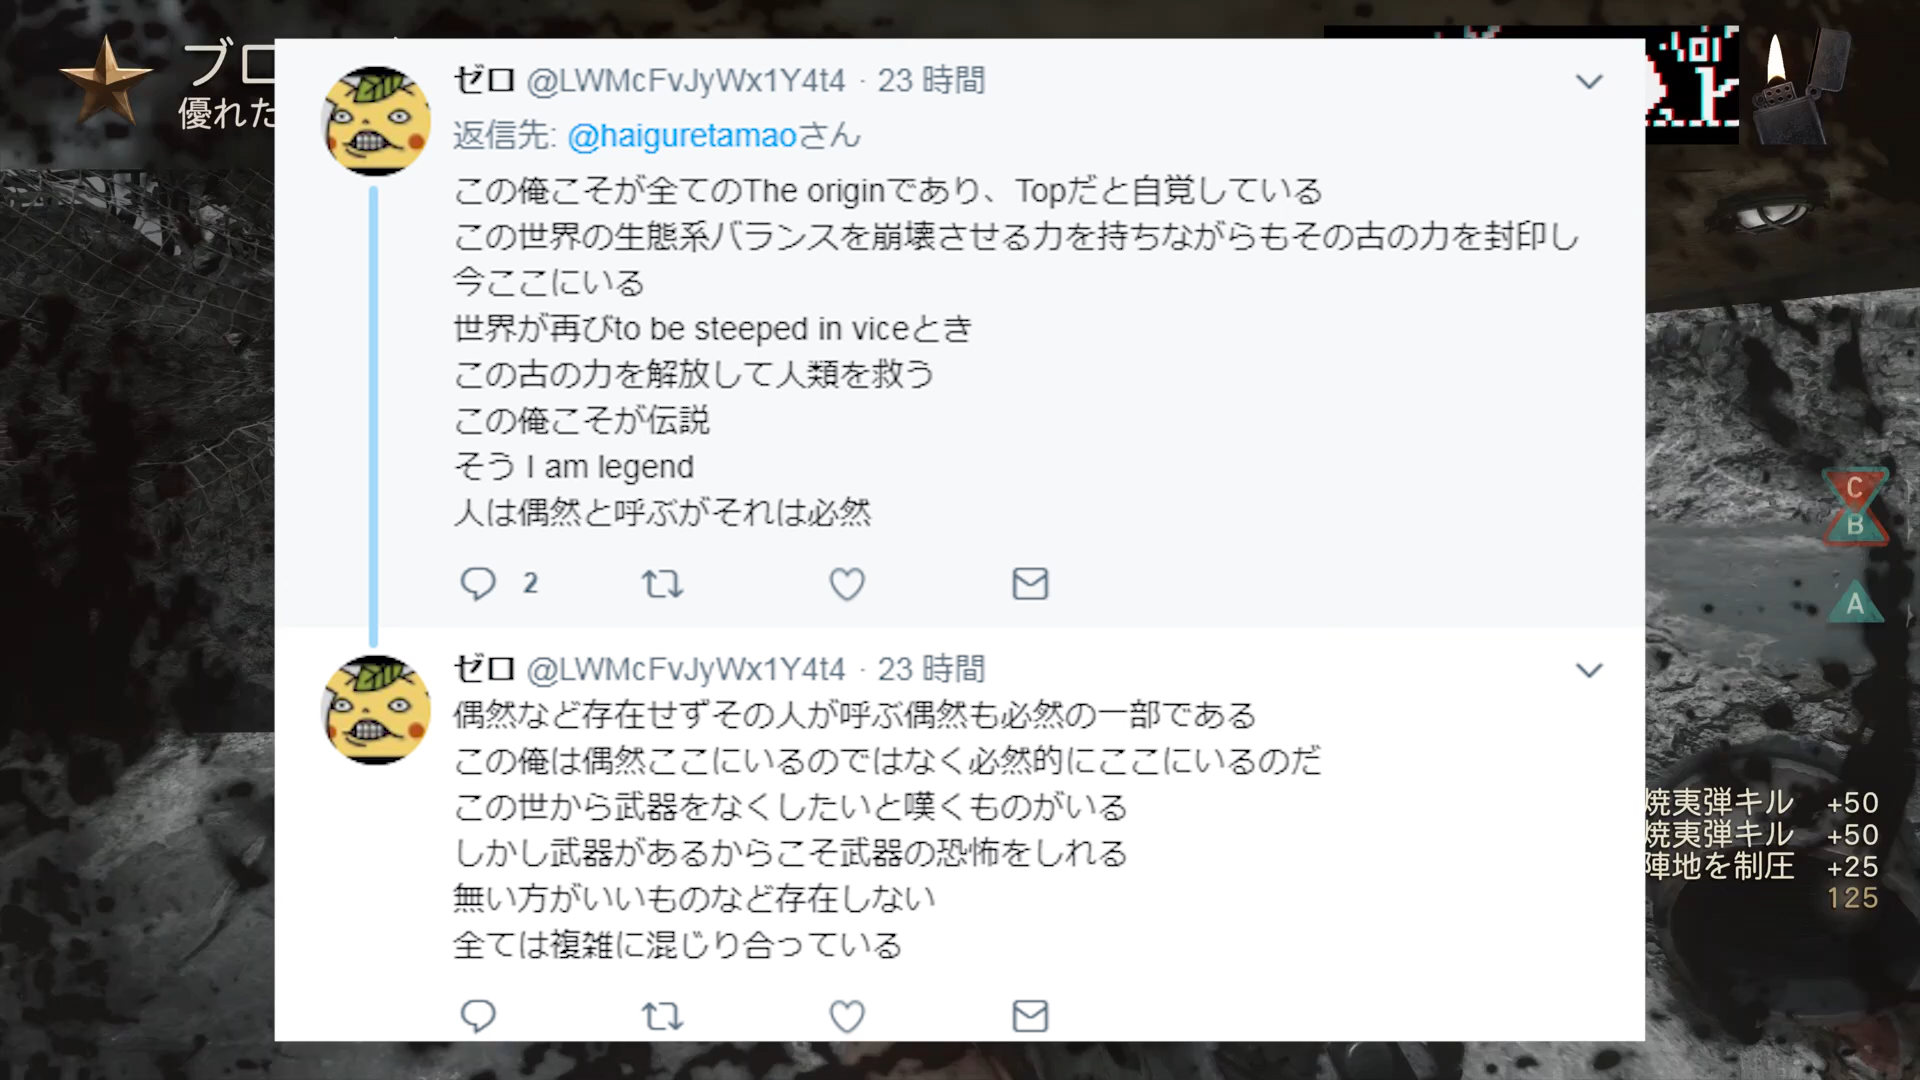 ブロ
優れた
ゼロ @LWMcFvJyWx1Y4t4 · 23 時間
返信先: @haiguretamaoさん
この俺こそが全てのThe originであり、Topだと自覚している
この世界の生態系バランスを崩壊させる力を持ちながらもその古の力を封印し
今ここにいる
世界が再びto be steeped in viceとき
この古の力を解放して人類を救う
この俺こそが伝説
そう I am legend
人は偶然と呼ぶがそれは必然
2
ゼロ @LWMcFvJyWx1Y4t4 · 23 時間
偶然など存在せずその人が呼ぶ偶然も必然の一部である
この俺は偶然ここにいるのではなく必然的にここにいるのだ
この世から武器をなくしたいと嘆くものがいる
しかし武器があるからこそ武器の恐怖をしれる
無い方がいいものなど存在しない
全ては複雑に混じり合っている
C
B
A
焼夷弾キル +50
焼夷弾キル +50
陣地を制圧 +25
125